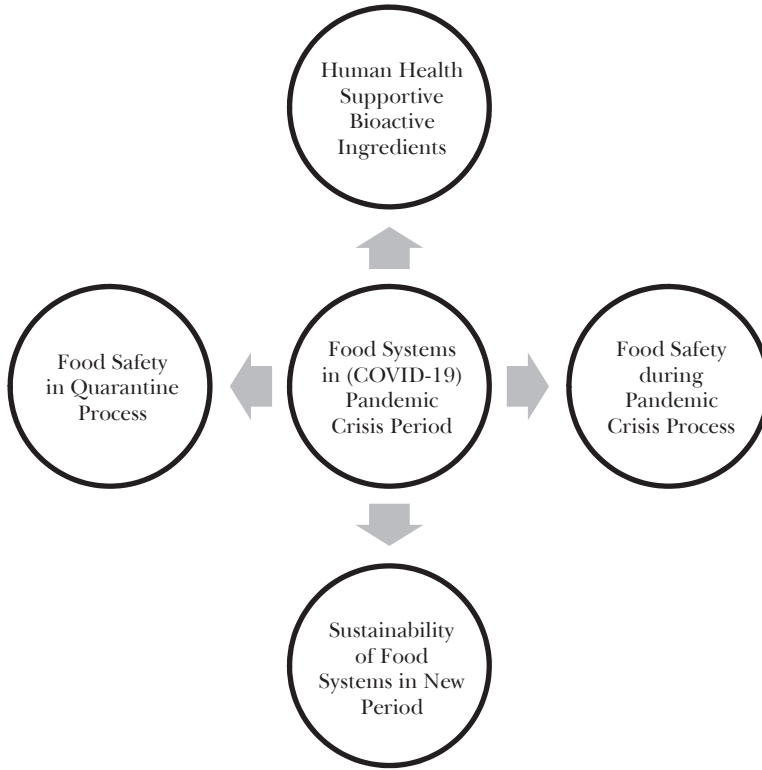 Human Health
Supportive
Bioactive
Ingredients
Food Safety
in Quarantine
Process
Food Systems
in (COVID-19)
Pandemic
Crisis Period
Food Safety
during
Pandemic
Crisis Process
Sustainability
of Food
Systems in New
Period